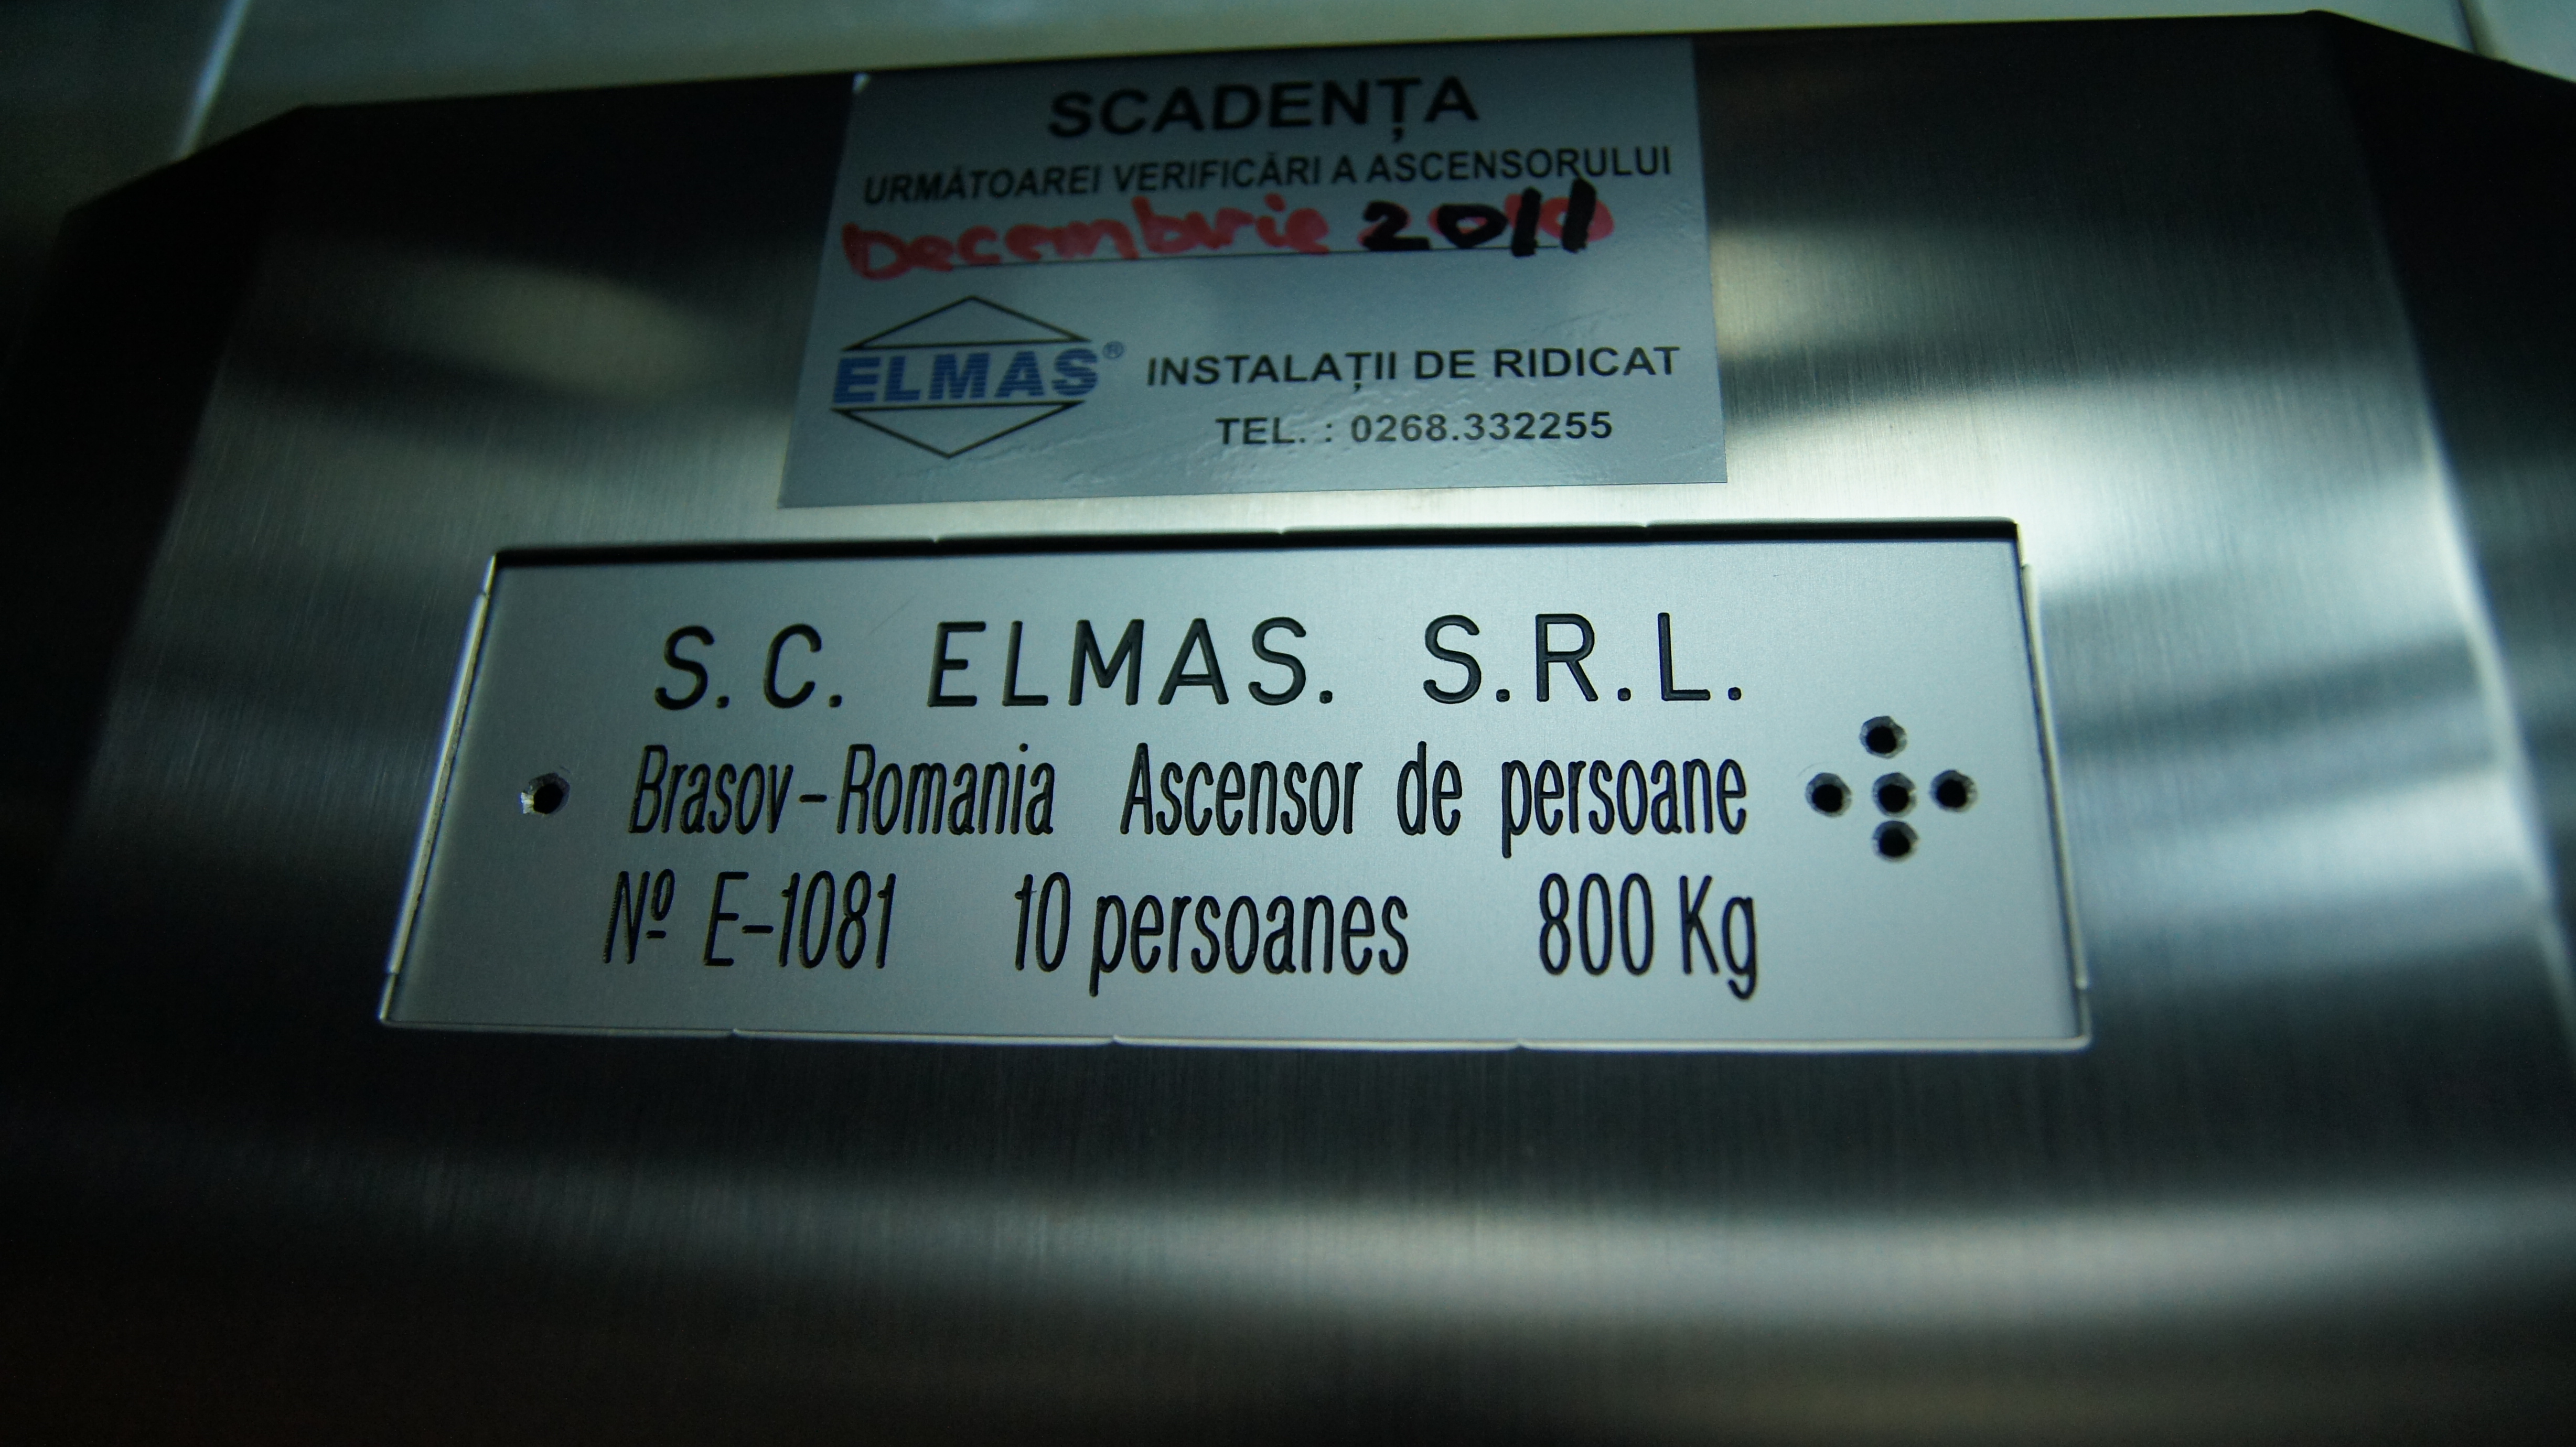 SCADENȚA
URMĂTOAREI VERIFICĂRI A ASCENSORULUI
Decembrie 2011
ELMAS® INSTALAȚII DE RIDICAT
TEL. : 0268.332255
S.C. ELMAS. S.R.L.
Brasov-Romania Ascensor de persoane
Nº E-1081 10 persoanes 800 Kg